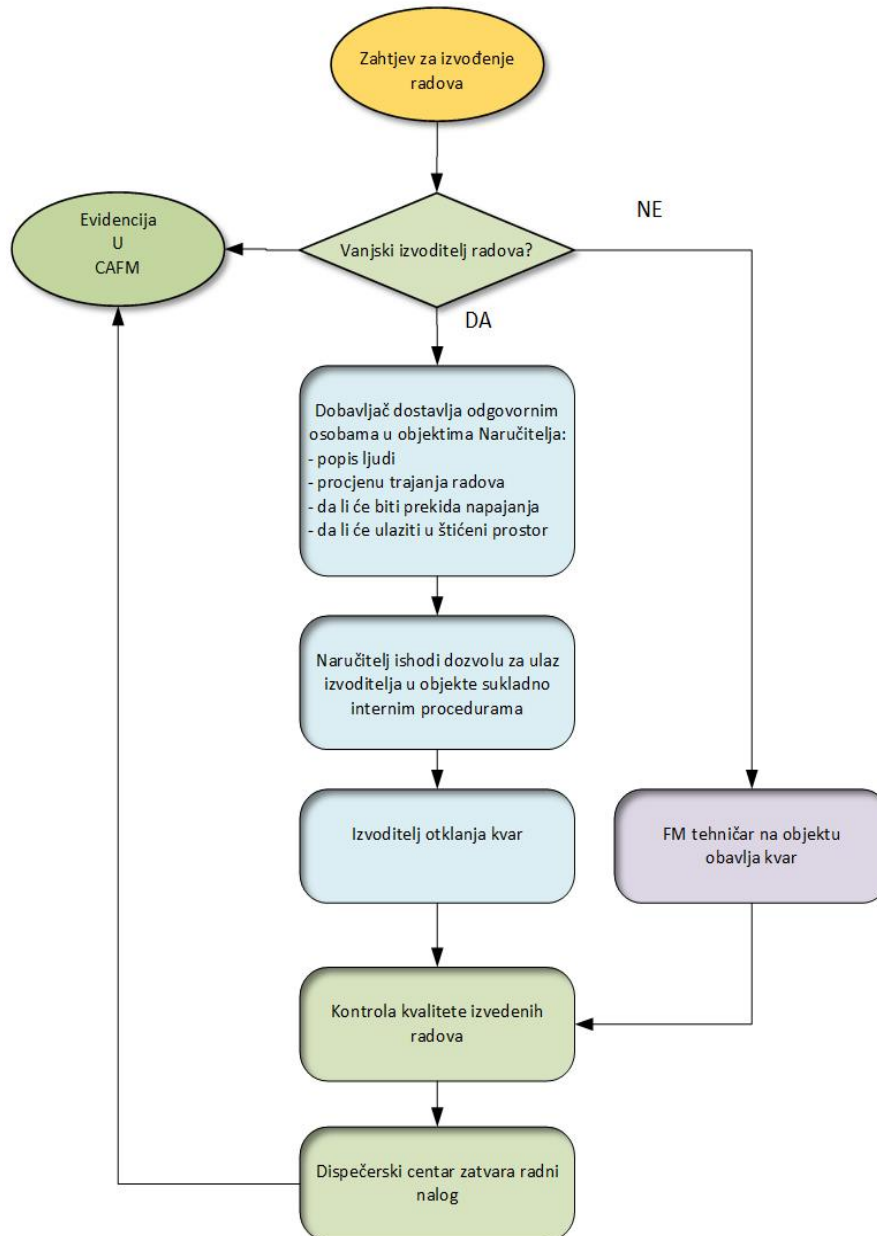 Zahtjev za izvođenje
radova
Evidencija
U
CAFM
Vanjski izvoditelj radova?
NE
DA
Dobavljač dostavlja odgovornim
osobama u objektima Naručitelja:
- popis ljudi
- procjenu trajanja radova
- da li će biti prekida napajanja
- da li će ulaziti u štićeni prostor
Naručitelj ishodi dozvolu za ulaz
izvoditelja u objekte sukladno
internim procedurama
Izvoditelj otklanja kvar
FM tehničar na objektu
obavlja kvar
Kontrola kvalitete izvedenih
radova
Dispečerski centar zatvara radni
nalog